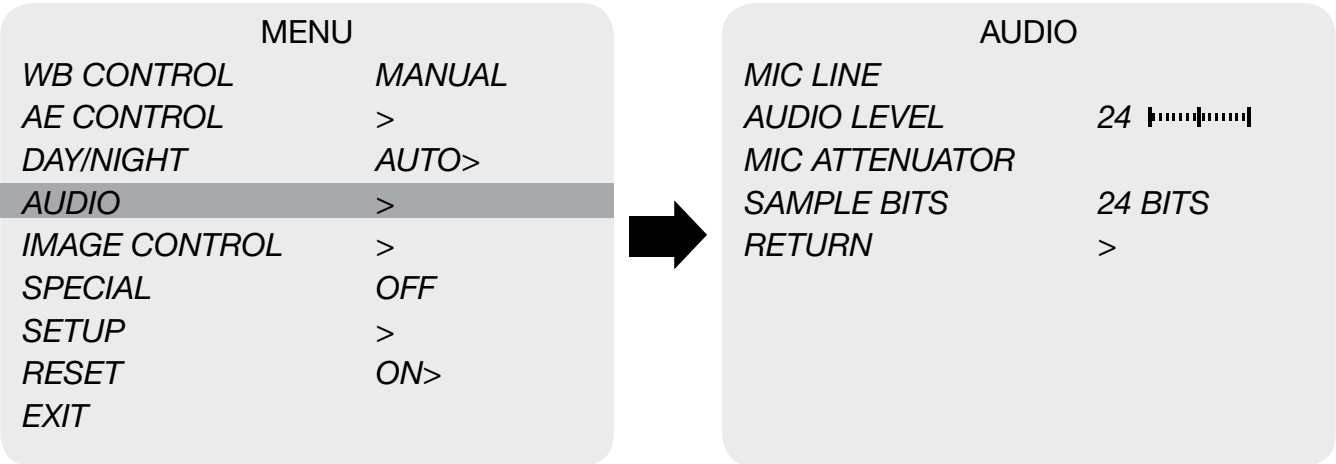 MENU
WB CONTROL MANUAL
AE CONTROL >
DAY/NIGHT AUTO>
AUDIO >
IMAGE CONTROL >
SPECIAL OFF
SETUP >
RESET ON>
EXIT
AUDIO
MIC LINE
AUDIO LEVEL 24
MIC ATTENUATOR
SAMPLE BITS 24 BITS
RETURN >